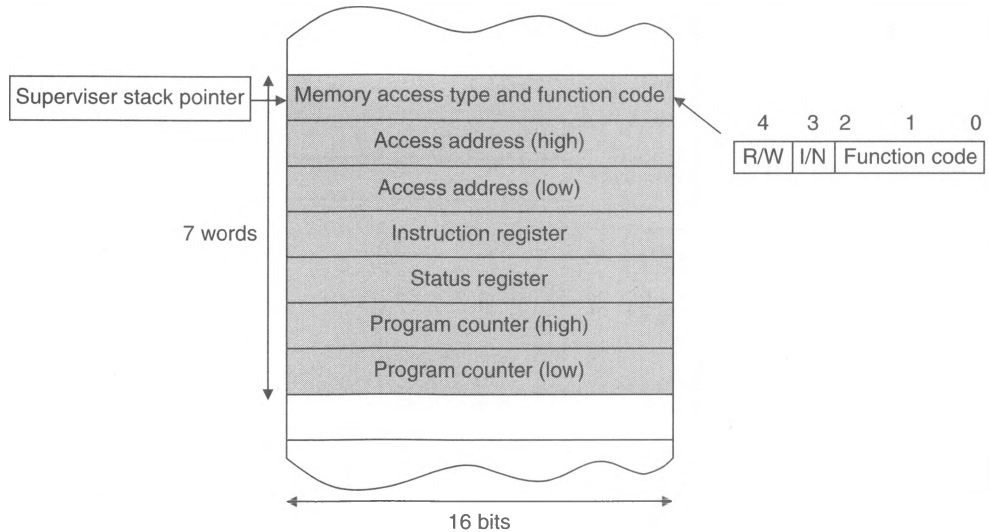 Superviser stack pointer
Memory access type and function code
Access address (high)
Access address (low)
Instruction register
Status register
Program counter (high)
Program counter (low)
7 words
16 bits
4 3 2 1 0
R/W I/N Function code